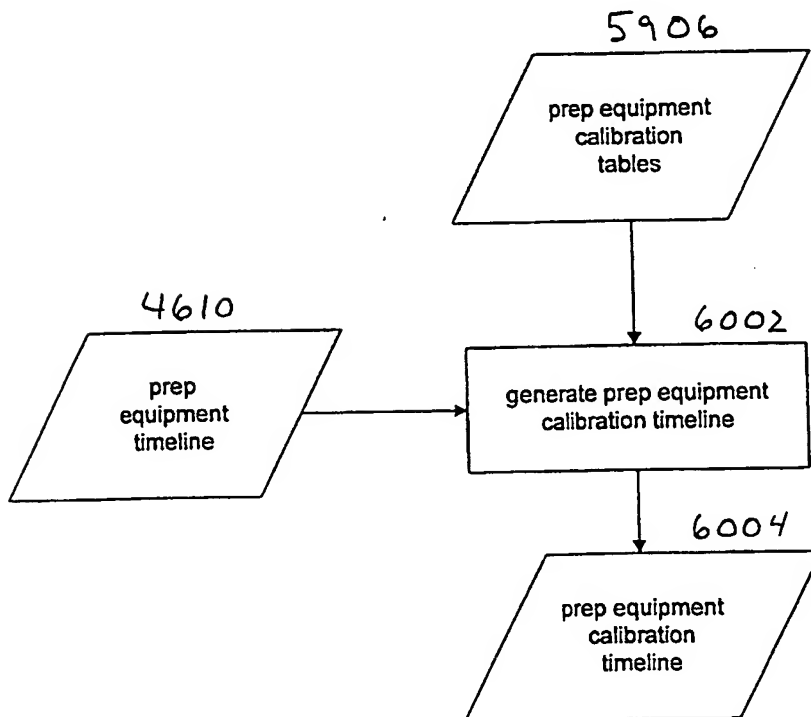 5906
prep equipment
calibration
tables
4610
prep
equipment
timeline
6002
generate prep equipment
calibration timeline
6004
prep equipment
calibration
timeline